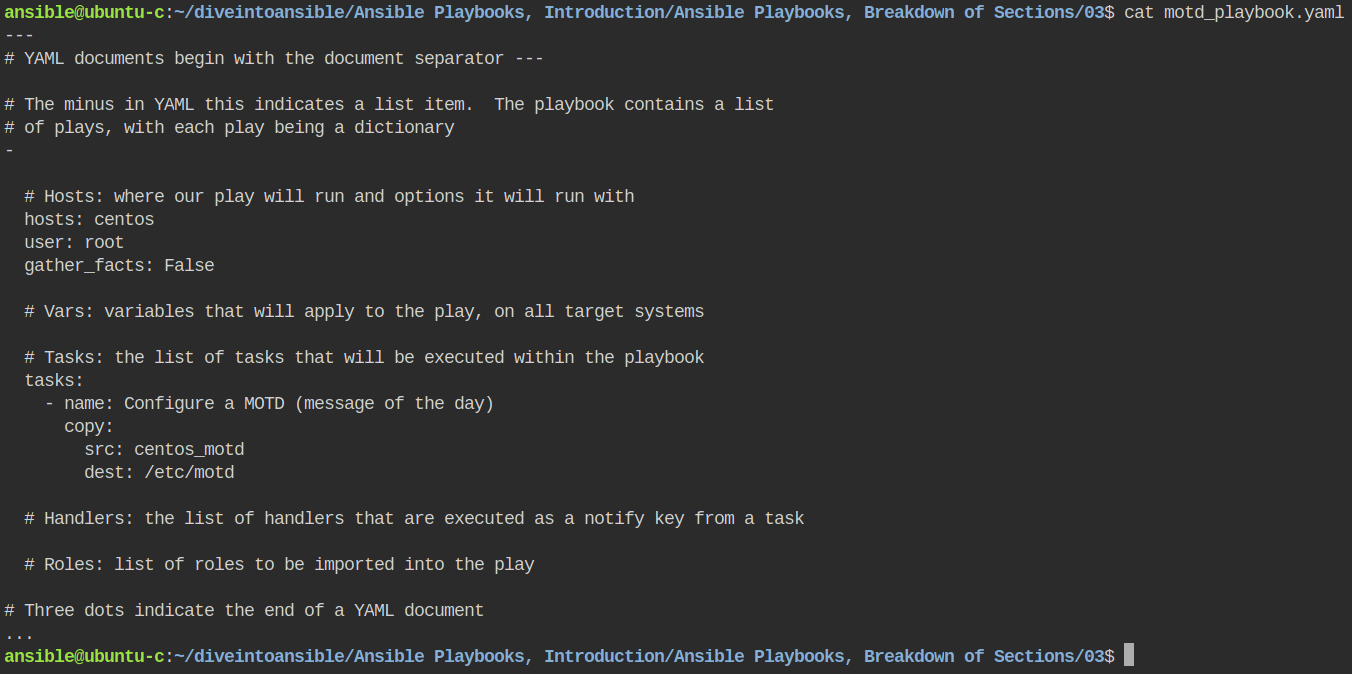 ansible@ubuntu-c:~/diveintoansible/Ansible Playbooks, Introduction/Ansible Playbooks, Breakdown of Sections/03$ cat motd_playbook.yaml
---
# YAML documents begin with the document separator ---

# The minus in YAML this indicates a list item.  The playbook contains a list
# of plays, with each play being a dictionary
-

  # Hosts: where our play will run and options it will run with
  hosts: centos
  user: root
  gather_facts: False

  # Vars: variables that will apply to the play, on all target systems

  # Tasks: the list of tasks that will be executed within the playbook
  tasks:
    - name: Configure a MOTD (message of the day)
      copy:
        src: centos_motd
        dest: /etc/motd

  # Handlers: the list of handlers that are executed as a notify key from a task

  # Roles: list of roles to be imported into the play

# Three dots indicate the end of a YAML document
...
ansible@ubuntu-c:~/diveintoansible/Ansible Playbooks, Introduction/Ansible Playbooks, Breakdown of Sections/03$